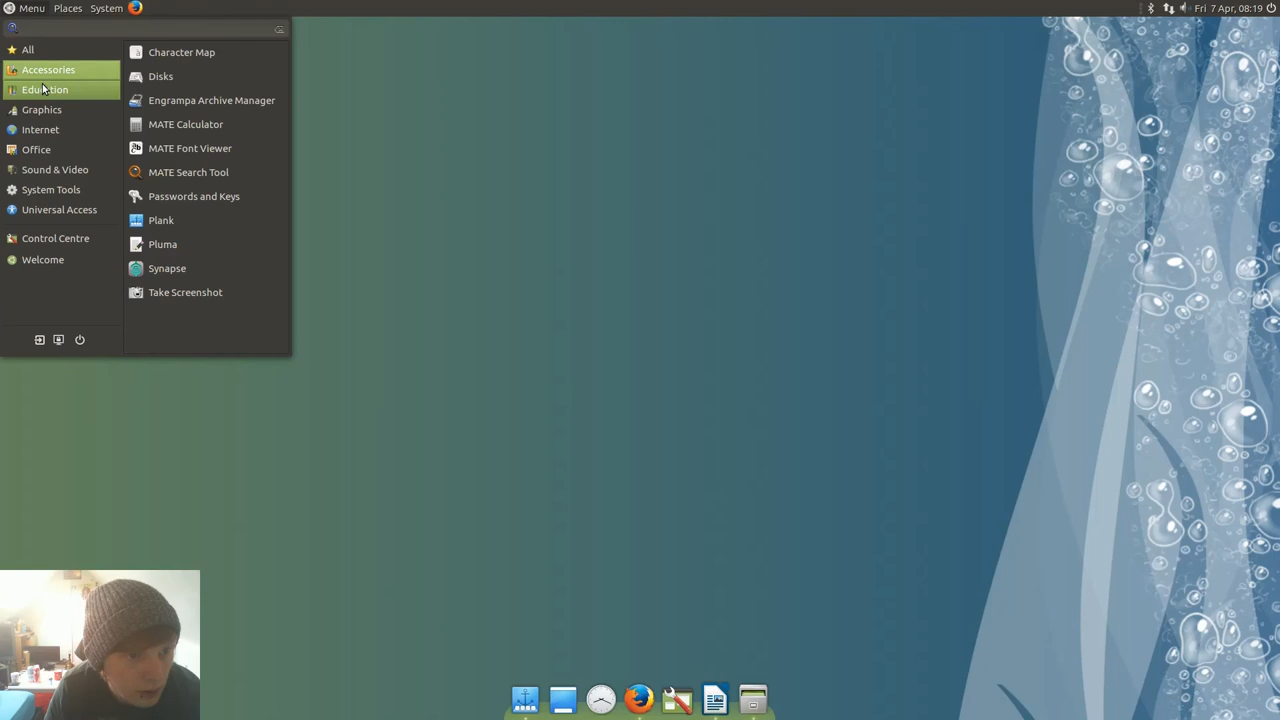 Menu Places System
Fri 7 Apr, 08:19
All
Accessories
Education
Graphics
Internet
Office
Sound & Video
System Tools
Universal Access
Control Centre
Welcome
Character Map
Disks
Engrampa Archive Manager
MATE Calculator
MATE Font Viewer
MATE Search Tool
Passwords and Keys
Plank
Pluma
Synapse
Take Screenshot